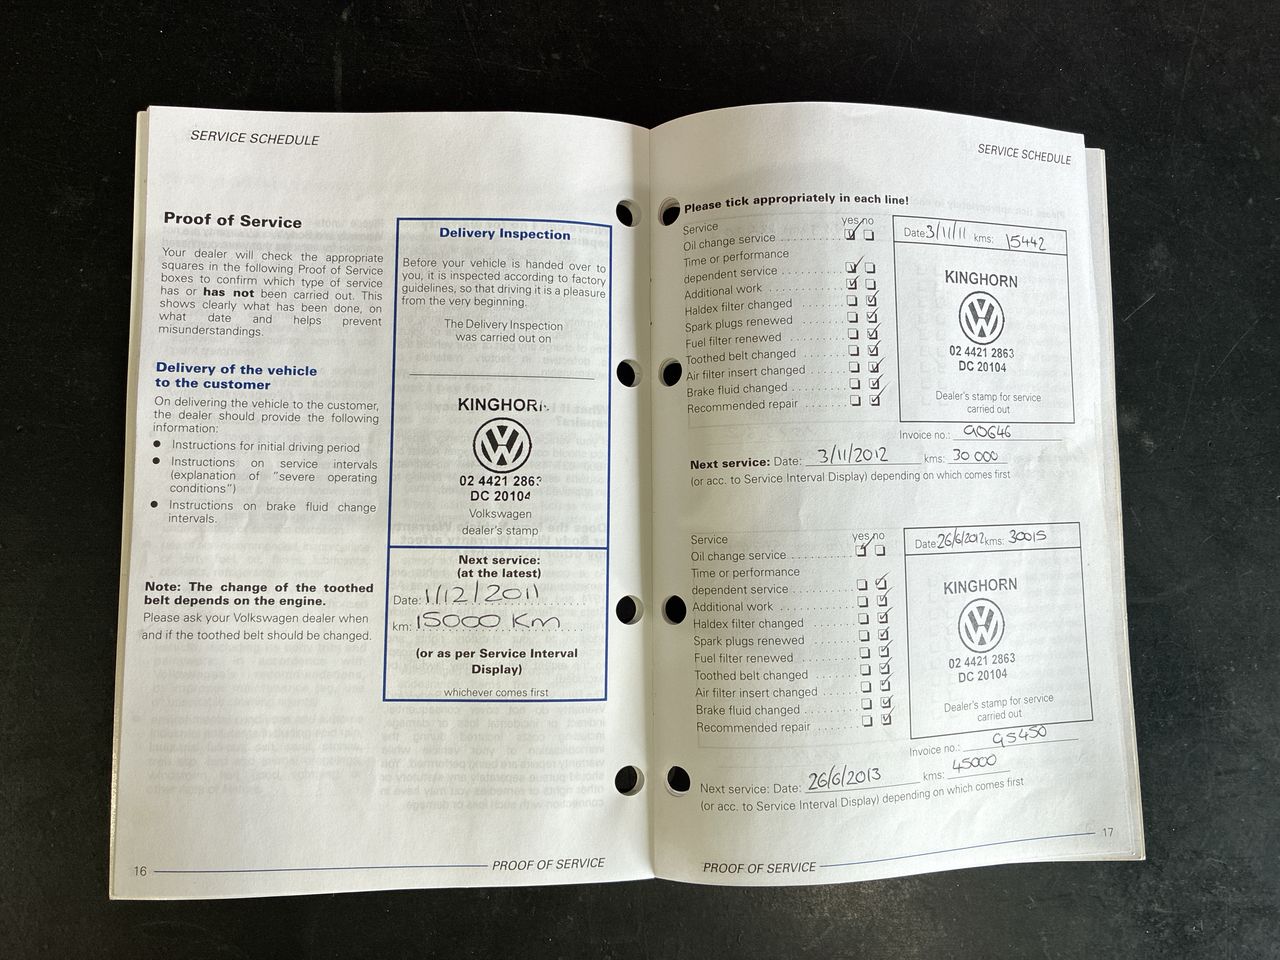 SERVICE SCHEDULE
Proof of Service
Your dealer will check the appropriate
squares in the following Proof of Service
boxes to confirm which type of service
has or has not been carried out. This
shows clearly what has been done, on
what date and helps prevent
misunderstandings.
Delivery of the vehicle
to the customer
On delivering the vehicle to the customer,
the dealer should provide the following
information:
● Instructions for initial driving period
● Instructions on service intervals
(explanation of "severe operating
conditions")
● Instructions on brake fluid change
intervals.
Note: The change of the toothed
belt depends on the engine.
Please ask your Volkswagen dealer when
and if the toothed belt should be changed.
Delivery Inspection
Before your vehicle is handed over to
you, it is inspected according to factory
guidelines, so that driving it is a pleasure
from the very beginning.
The Delivery Inspection
was carried out on
KINGHORN
02 4421 2863
DC 20104
Volkswagen
dealer's stamp
Next service:
(at the latest)
Date: 1/12/2011
km: 15000 Km
(or as per Service Interval
Display)
whichever comes first
16
PROOF OF SERVICE
SERVICE SCHEDULE
Please tick appropriately in each line!
Service yes no
Oil change service
Time or performance
dependent service
Additional work
Haldex filter changed
Spark plugs renewed
Fuel filter renewed
Toothed belt changed
Air filter insert changed
Brake fluid changed
Recommended repair
Date 3/11/11 kms: 15442
KINGHORN
02 4421 2863
DC 20104
Dealer's stamp for service
carried out
Invoice no.: 90646
Next service: Date: 3/11/2012 kms: 30 000
(or acc. to Service Interval Display) depending on which comes first
Service yes no
Oil change service
Time or performance
dependent service
Additional work
Haldex filter changed
Spark plugs renewed
Fuel filter renewed
Toothed belt changed
Air filter insert changed
Brake fluid changed
Recommended repair
Date 26/6/2012 kms: 30015
KINGHORN
02 4421 2863
DC 20104
Dealer's stamp for service
carried out
Invoice no.: 95450
Next service: Date: 26/6/2013 kms: 45000
(or acc. to Service Interval Display) depending on which comes first
PROOF OF SERVICE
17